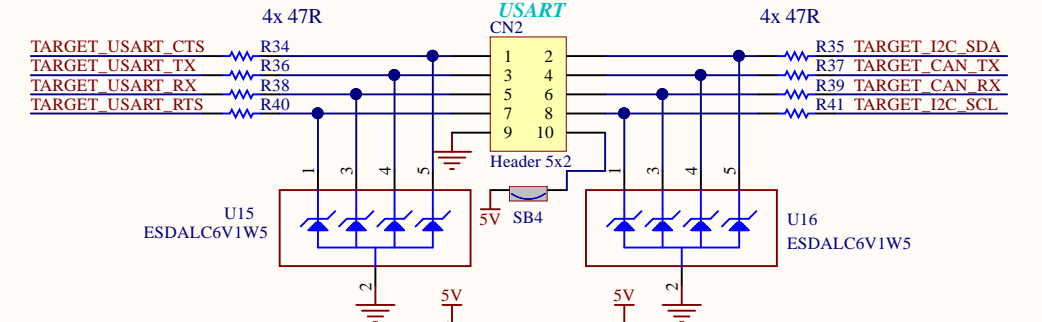 USART
4x 47R
CN2
4x 47R
TARGET_USART_CTS R34 1 2 R35 TARGET_I2C_SDA
TARGET_USART_TX R36 3 4 R37 TARGET_CAN_TX
TARGET_USART_RX R38 5 6 R39 TARGET_CAN_RX
TARGET_USART_RTS R40 7 8 R41 TARGET_I2C_SCL
9 10
Header 5x2
1 3 4 5
1 3 4 5
5V SB4
U15
ESDALC6V1W5
U16
ESDALC6V1W5
2
2
5V
5V